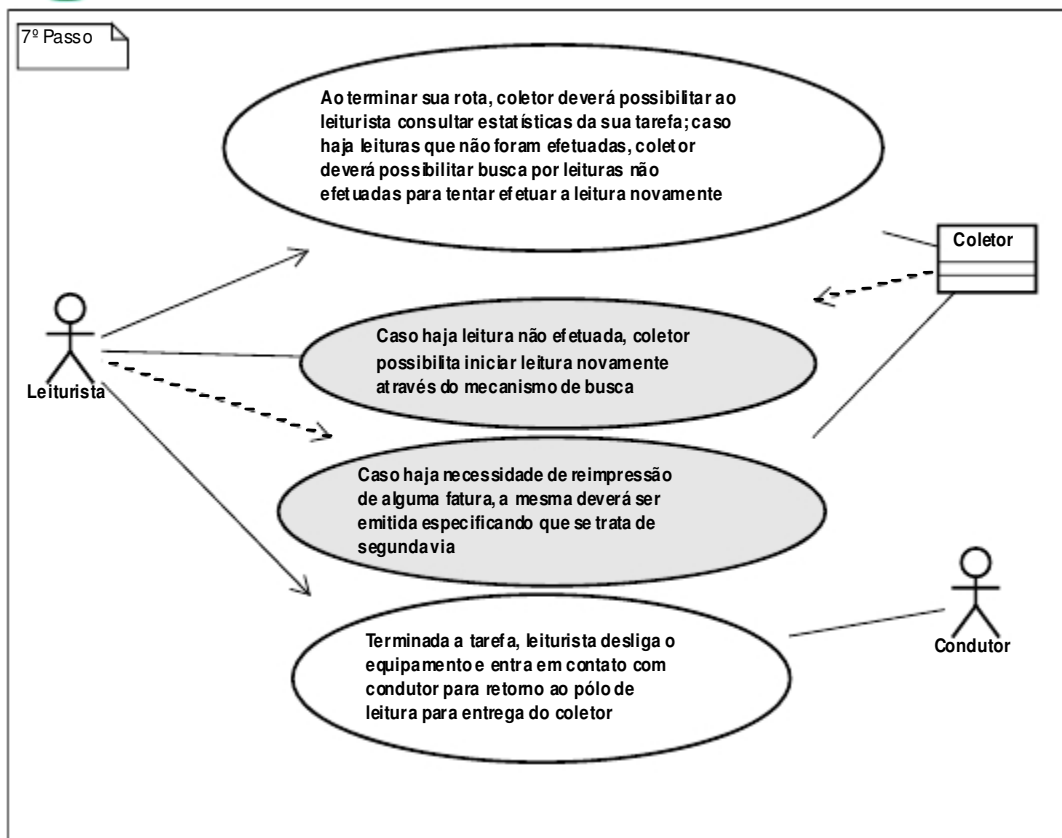 7º Passo
Ao terminar sua rota, coletor deverá possibilitar ao
leiturista consultar estatísticas da sua tarefa; caso
haja leituras que não foram efetuadas, coletor
deverá possibilitar busca por leituras não
efetuadas para tentar efetuar a leitura novamente
Coletor
Caso haja leitura não efetuada, coletor
possibilita iniciar leitura novamente
através do mecanismo de busca
Leiturista
Caso haja necessidade de reimpressão
de alguma fatura, a mesma deverá ser
emitida especificando que se trata de
segunda via
Terminada a tarefa, leiturista desliga o
equipamento e entra em contato com
condutor para retorno ao pólo de
leitura para entrega do coletor
Condutor